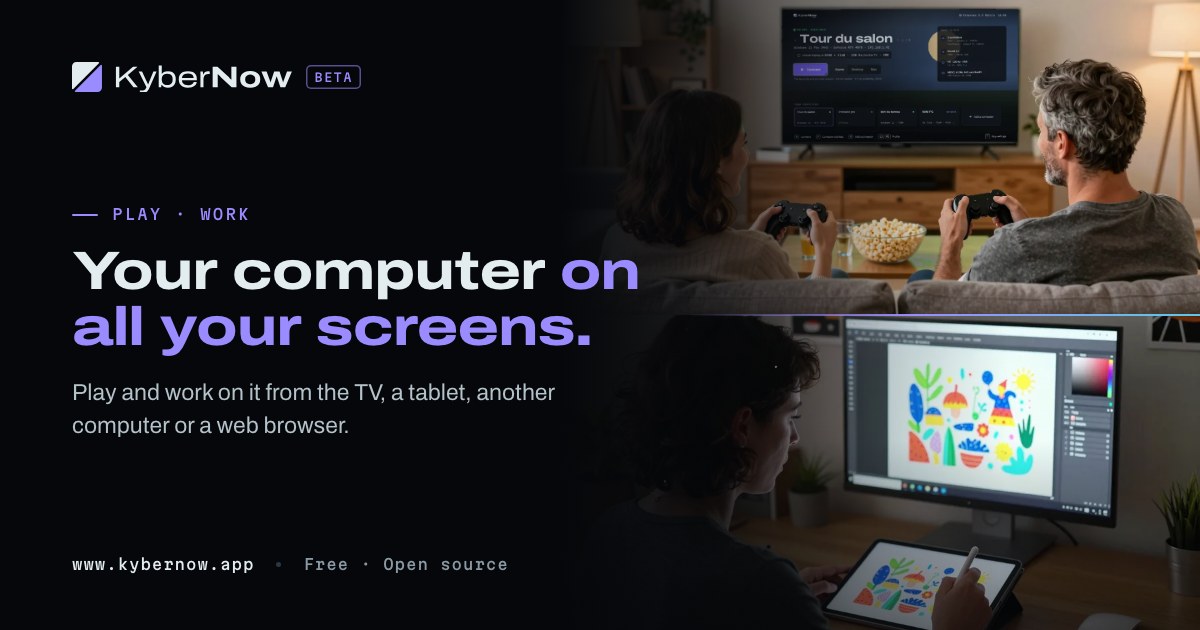 KyberNow BETA
PLAY · WORK
Your computer on
all your screens.
Play and work on it from the TV, a tablet, another
computer or a web browser.
www.kybernow.app • Free · Open source
Tour du salon